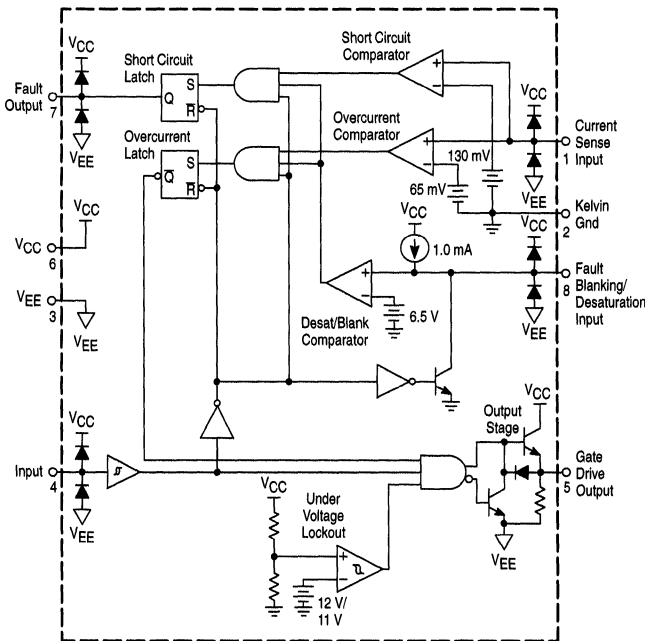 Short Circuit
Comparator
VCC
Short Circuit
Latch
Fault
Output
7
S
Q
R̅
VCC
Current
Sense
Input
1
VEE
Overcurrent
Latch
Overcurrent
Comparator
130 mV
S
Q̅
R̅
65 mV
VEE
Kelvin
Gnd
2
VCC
VCC
6
VCC
1.0 mA
VCC
Fault
Blanking/
Desaturation
Input
8
VEE
3
VEE
6.5 V
Desat/Blank
Comparator
VEE
VCC
Output
Stage
VCC
Input
4
Gate
Drive
Output
5
VCC
Under
Voltage
Lockout
VEE
VEE
12 V/
11 V
+
−
+
−
+
−
+
−